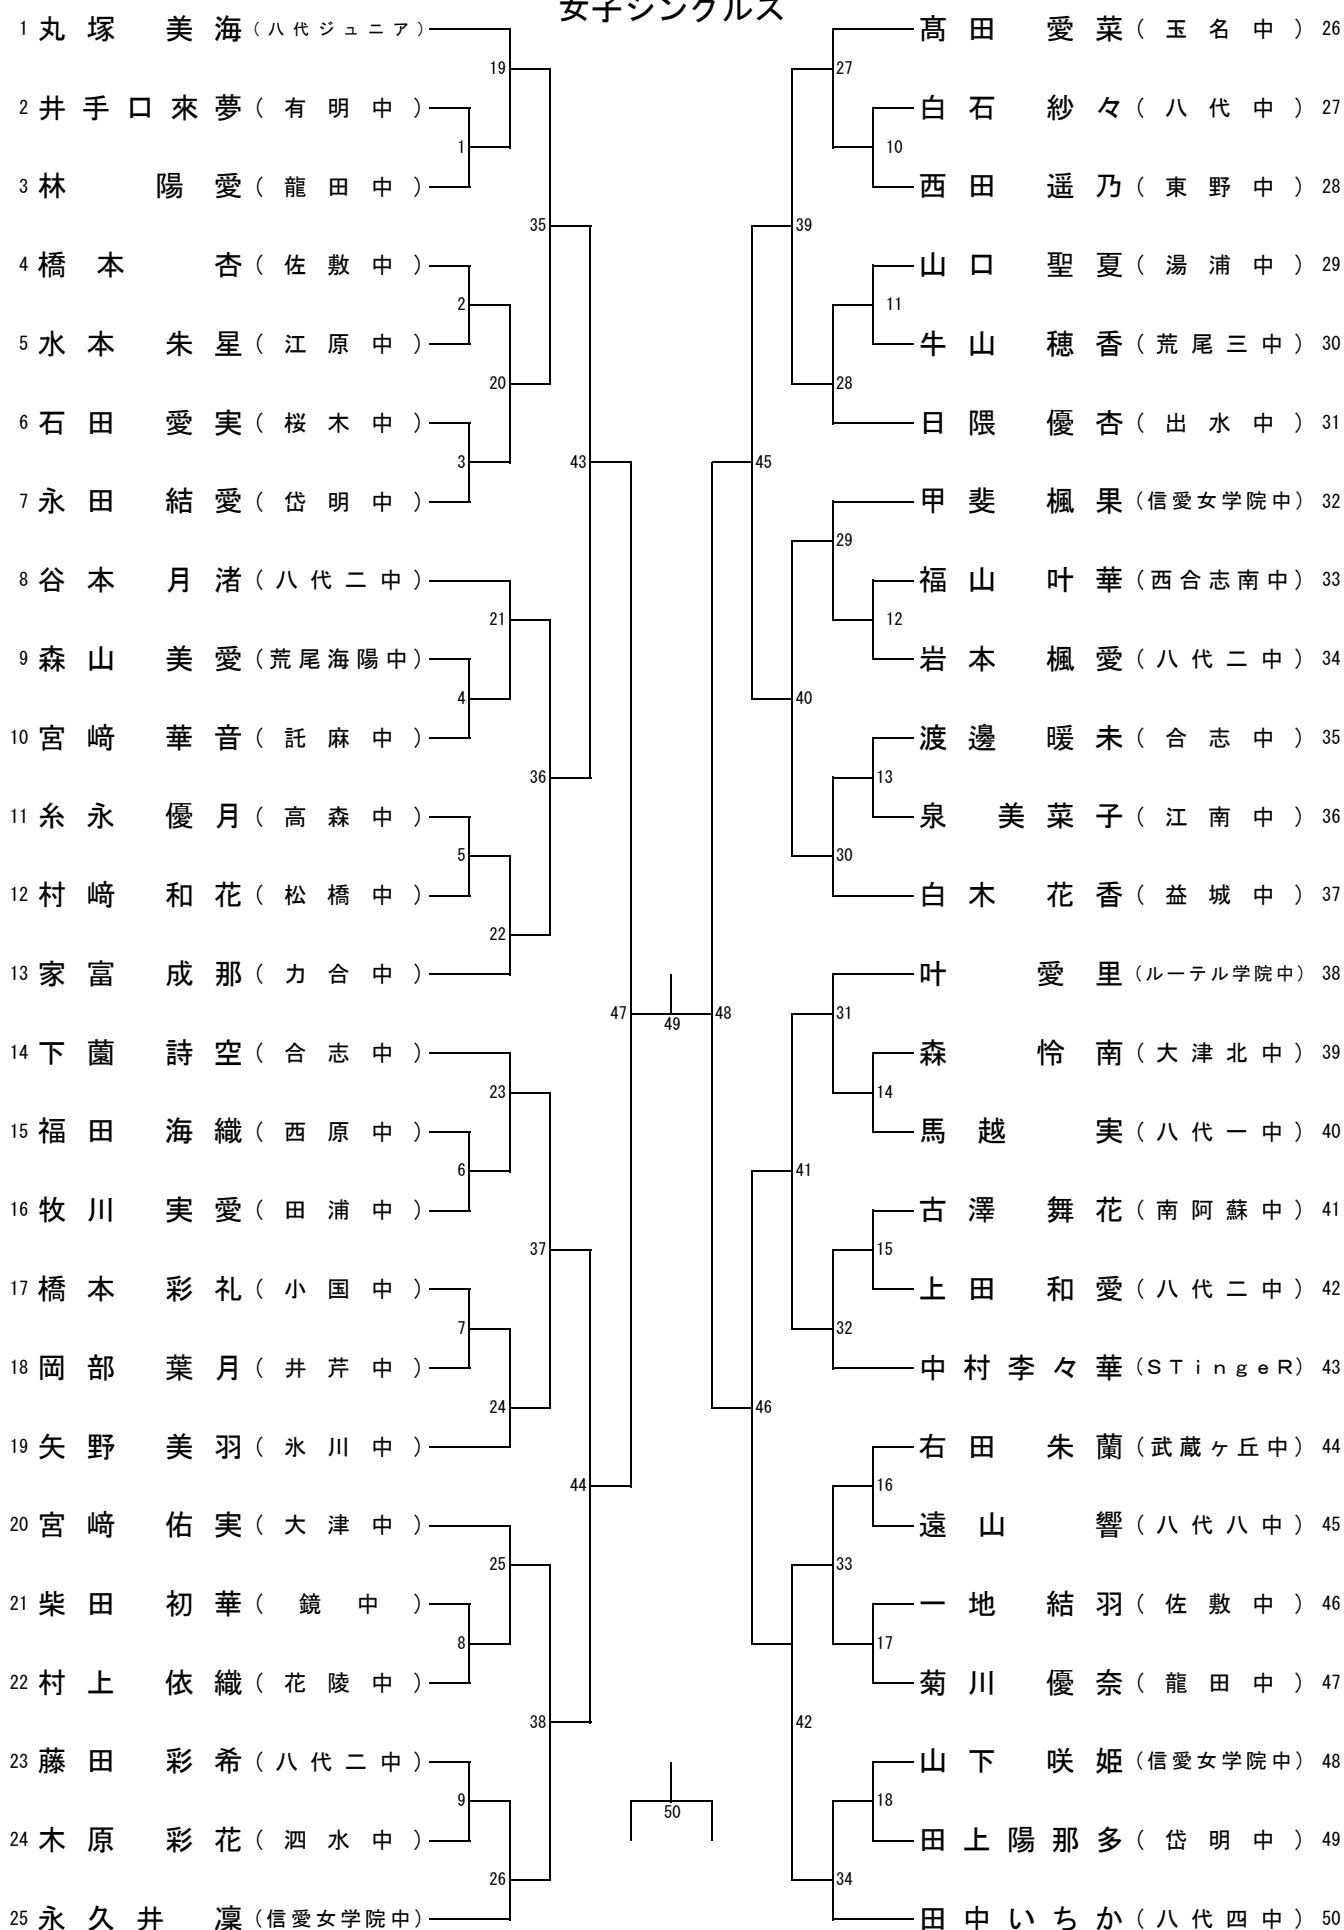 女子シングルス
1 丸塚 美海 (八代ジュニア)
2 井手口來夢 (有明中)
3 林 陽愛 (龍田中)
4 橋本 杏 (佐敷中)
5 水本 朱星 (江原中)
6 石田 愛実 (桜木中)
7 永田 結愛 (岱明中)
8 谷本 月渚 (八代二中)
9 森山 美愛 (荒尾海陽中)
10 宮﨑 華音 (託麻中)
11 糸永 優月 (高森中)
12 村﨑 和花 (松橋中)
13 家富 成那 (力合中)
14 下薗 詩空 (合志中)
15 福田 海織 (西原中)
16 牧川 実愛 (田浦中)
17 橋本 彩礼 (小国中)
18 岡部 葉月 (井芹中)
19 矢野 美羽 (氷川中)
20 宮﨑 佑実 (大津中)
21 柴田 初華 (鏡中)
22 村上 依織 (花陵中)
23 藤田 彩希 (八代二中)
24 木原 彩花 (泗水中)
25 永久井 凜 (信愛女学院中)
19
1
35
2
20
3
43
21
4
36
5
22
47
23
6
37
7
24
44
25
8
38
9
26
49
50
髙田 愛菜 (玉名中) 26
白石 紗々 (八代中) 27
西田 遥乃 (東野中) 28
山口 聖夏 (湯浦中) 29
牛山 穂香 (荒尾三中) 30
日隈 優杏 (出水中) 31
甲斐 楓果 (信愛女学院中) 32
福山 叶華 (西合志南中) 33
岩本 楓愛 (八代二中) 34
渡邊 暖未 (合志中) 35
泉 美菜子 (江南中) 36
白木 花香 (益城中) 37
叶 愛里 (ルーテル学院中) 38
森 怜南 (大津北中) 39
馬越 実 (八代一中) 40
古澤 舞花 (南阿蘇中) 41
上田 和愛 (八代二中) 42
中村李々華 (STingeR) 43
右田 朱蘭 (武蔵ヶ丘中) 44
遠山 響 (八代八中) 45
一地 結羽 (佐敷中) 46
菊川 優奈 (龍田中) 47
山下 咲姫 (信愛女学院中) 48
田上陽那多 (岱明中) 49
田中いちか (八代四中) 50
27
10
39
11
28
45
29
12
40
13
30
48
31
14
41
15
32
46
16
33
17
42
18
34